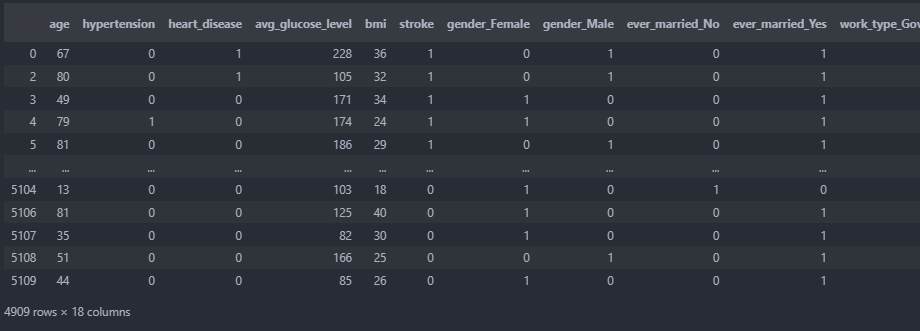 age hypertension heart_disease avg_glucose_level bmi stroke gender_Female gender_Male ever_married_No ever_married_Yes work_type_Gov
0 67 0 1 228 36 1 0 1 0 1
2 80 0 1 105 32 1 0 1 0 1
3 49 0 0 171 34 1 1 0 0 1
4 79 1 0 174 24 1 1 0 0 1
5 81 0 0 186 29 1 0 1 0 1
... ... ... ... ... ... ... ... ... ... ...
5104 13 0 0 103 18 0 1 0 1 0
5106 81 0 0 125 40 0 1 0 0 1
5107 35 0 0 82 30 0 1 0 0 1
5108 51 0 0 166 25 0 0 1 0 1
5109 44 0 0 85 26 0 1 0 0 1
4909 rows × 18 columns